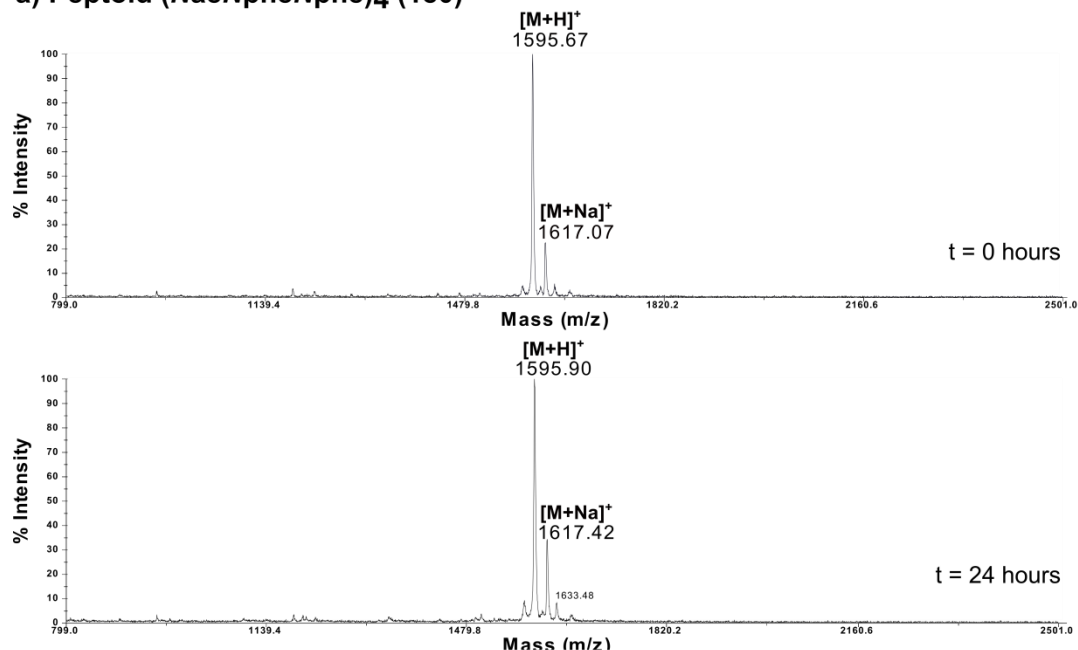 [M+H]+
1595.67
100
90
80
70
60
50
40
30
20
10
0
% Intensity
[M+Na]+
1617.07
t = 0 hours
799.0 1139.4 1479.8 1820.2 2160.6 2501.0
Mass (m/z)
[M+H]+
1595.90
100
90
80
70
60
50
40
30
20
10
0
% Intensity
[M+Na]+
1617.42
1633.48
t = 24 hours
799.0 1139.4 1479.8 1820.2 2160.6 2501.0
Mass (m/z)